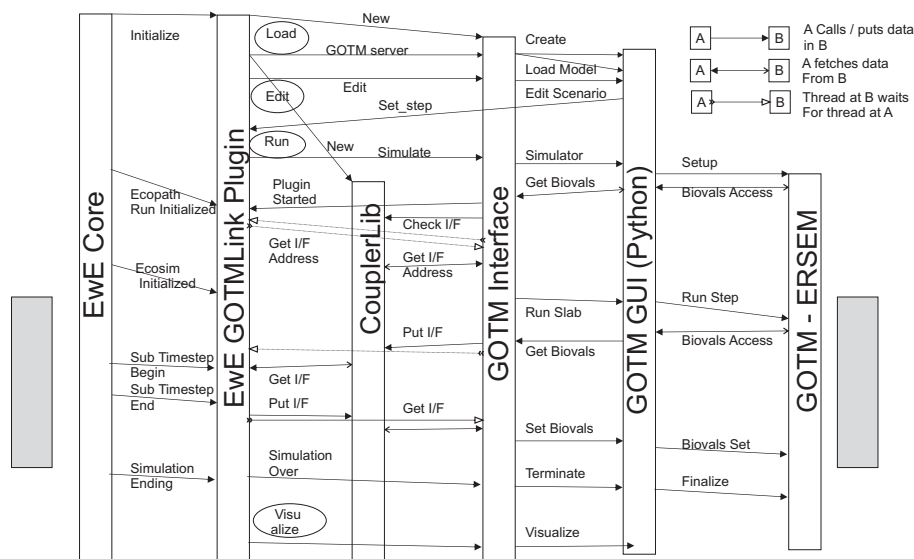 Initialize
Load
New
GOTM server
Edit
Edit
Set_step
Run
New
Simulate
Create
Load Model
Edit Scenario
A
B
A Calls / puts data
in B
A
B
A fetches data
From B
A
B
Thread at B waits
For thread at A
Ecopath
Run Initialized
Plugin
Started
Simulator
Get Biovals
Setup
Biovals Access
Check I/F
Get I/F
Address
Get I/F
Address
Ecosim
Initialized
Run Slab
Run Step
Put I/F
Get Biovals
Biovals Access
Sub Timestep
Begin
Get I/F
Sub Timestep
End
Put I/F
Get I/F
Set Biovals
Biovals Set
Simulation
Ending
Simulation
Over
Terminate
Finalize
Visu
alize
Visualize
EwE Core
EwE GOTMLink Plugin
CouplerLib
GOTM Interface
GOTM GUI (Python)
GOTM - ERSEM